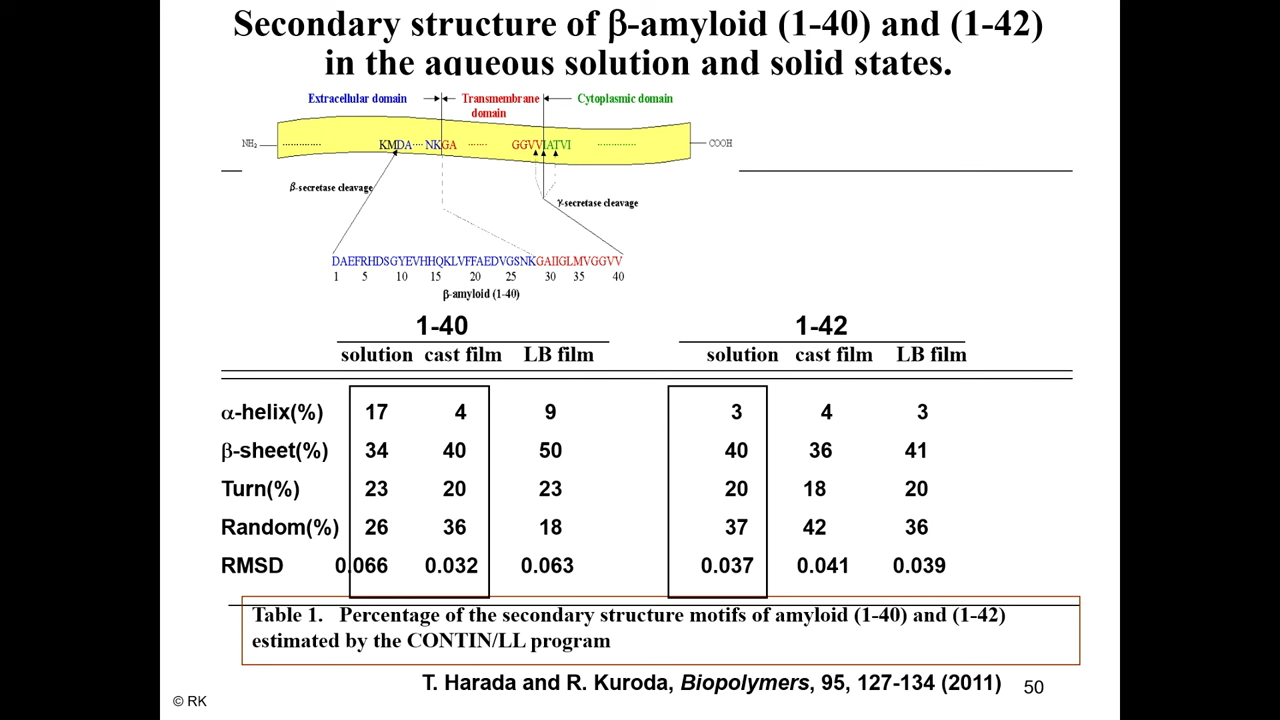 Secondary structure of β-amyloid (1-40) and (1-42)
in the aqueous solution and solid states.
Extracellular domain Transmembrane domain Cytoplasmic domain
NH₂ ............ KMDA···· NKGA ...... GGVVIATVI ............ COOH
β-secretase cleavage
γ-secretase cleavage
DAEFRHDSGYEVHHQKLVFFAEDVGSNKGAIIGLMVGGVV
1 5 10 15 20 25 30 35 40
β-amyloid (1-40)
1-40 1-42
solution cast film LB film solution cast film LB film
α-helix(%) 17 4 9 3 4 3
β-sheet(%) 34 40 50 40 36 41
Turn(%) 23 20 23 20 18 20
Random(%) 26 36 18 37 42 36
RMSD 0.066 0.032 0.063 0.037 0.041 0.039
Table 1. Percentage of the secondary structure motifs of amyloid (1-40) and (1-42)
estimated by the CONTIN/LL program
T. Harada and R. Kuroda, Biopolymers, 95, 127-134 (2011) 50
© RK